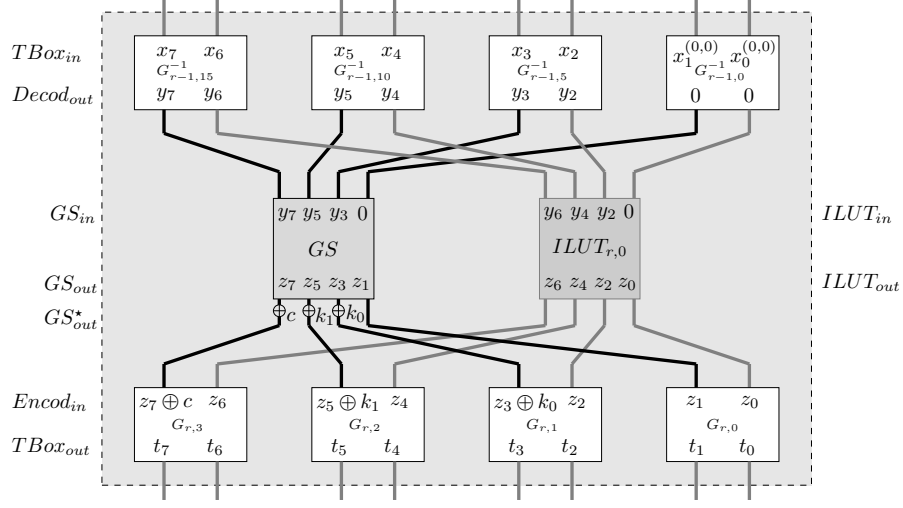 TBox_in x_7 x_6 x_5 x_4 x_3 x_2 x_1^{(0,0)} x_0^{(0,0)}
G_{r-1,15}^{-1} G_{r-1,10}^{-1} G_{r-1,5}^{-1} G_{r-1,0}^{-1}
Decod_out y_7 y_6 y_5 y_4 y_3 y_2 0 0
GS_in y_7 y_5 y_3 0 y_6 y_4 y_2 0 ILUT_in
GS ILUT_{r,0}
GS_out z_7 z_5 z_3 z_1 z_6 z_4 z_2 z_0 ILUT_out
GS^⋆_out ⊕c ⊕k_1 ⊕k_0
Encod_in z_7 ⊕ c z_6 z_5 ⊕ k_1 z_4 z_3 ⊕ k_0 z_2 z_1 z_0
G_{r,3} G_{r,2} G_{r,1} G_{r,0}
TBox_out t_7 t_6 t_5 t_4 t_3 t_2 t_1 t_0